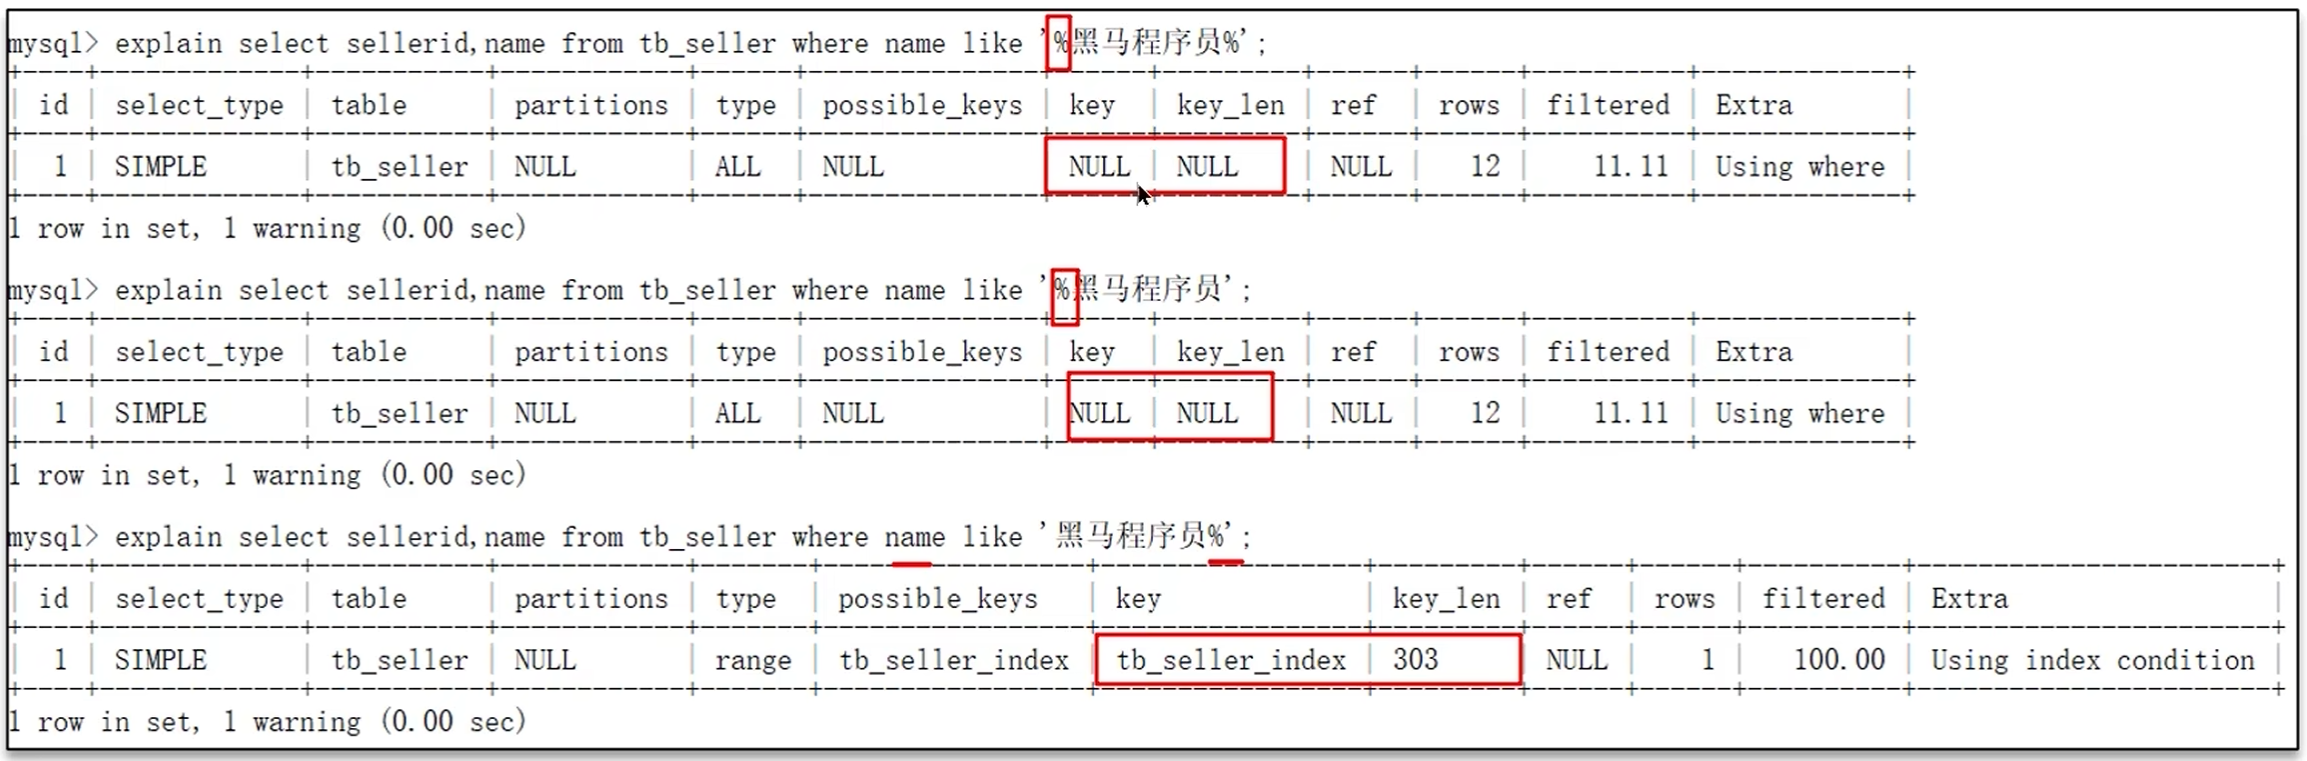 mysql> explain select sellerid,name from tb_seller where name like '%黑马程序员%';
+----+-------------+-----------+------------+------+---------------+------+---------+------+------+----------+-------------+
| id | select_type | table     | partitions | type | possible_keys | key  | key_len | ref  | rows | filtered | Extra       |
+----+-------------+-----------+------------+------+---------------+------+---------+------+------+----------+-------------+
|  1 | SIMPLE      | tb_seller | NULL       | ALL  | NULL          | NULL | NULL    | NULL |   12 |    11.11 | Using where |
+----+-------------+-----------+------------+------+---------------+------+---------+------+------+----------+-------------+
1 row in set, 1 warning (0.00 sec)
mysql> explain select sellerid,name from tb_seller where name like '%黑马程序员';
+----+-------------+-----------+------------+------+---------------+------+---------+------+------+----------+-------------+
| id | select_type | table     | partitions | type | possible_keys | key  | key_len | ref  | rows | filtered | Extra       |
+----+-------------+-----------+------------+------+---------------+------+---------+------+------+----------+-------------+
|  1 | SIMPLE      | tb_seller | NULL       | ALL  | NULL          | NULL | NULL    | NULL |   12 |    11.11 | Using where |
+----+-------------+-----------+------------+------+---------------+------+---------+------+------+----------+-------------+
1 row in set, 1 warning (0.00 sec)
mysql> explain select sellerid,name from tb_seller where name like '黑马程序员%';
+----+-------------+-----------+------------+-------+-----------------+-----------------+---------+------+------+----------+-----------------------+
| id | select_type | table     | partitions | type  | possible_keys   | key             | key_len | ref  | rows | filtered | Extra                 |
+----+-------------+-----------+------------+-------+-----------------+-----------------+---------+------+------+----------+-----------------------+
|  1 | SIMPLE      | tb_seller | NULL       | range | tb_seller_index | tb_seller_index | 303     | NULL |    1 |   100.00 | Using index condition |
+----+-------------+-----------+------------+-------+-----------------+-----------------+---------+------+------+----------+-----------------------+
1 row in set, 1 warning (0.00 sec)